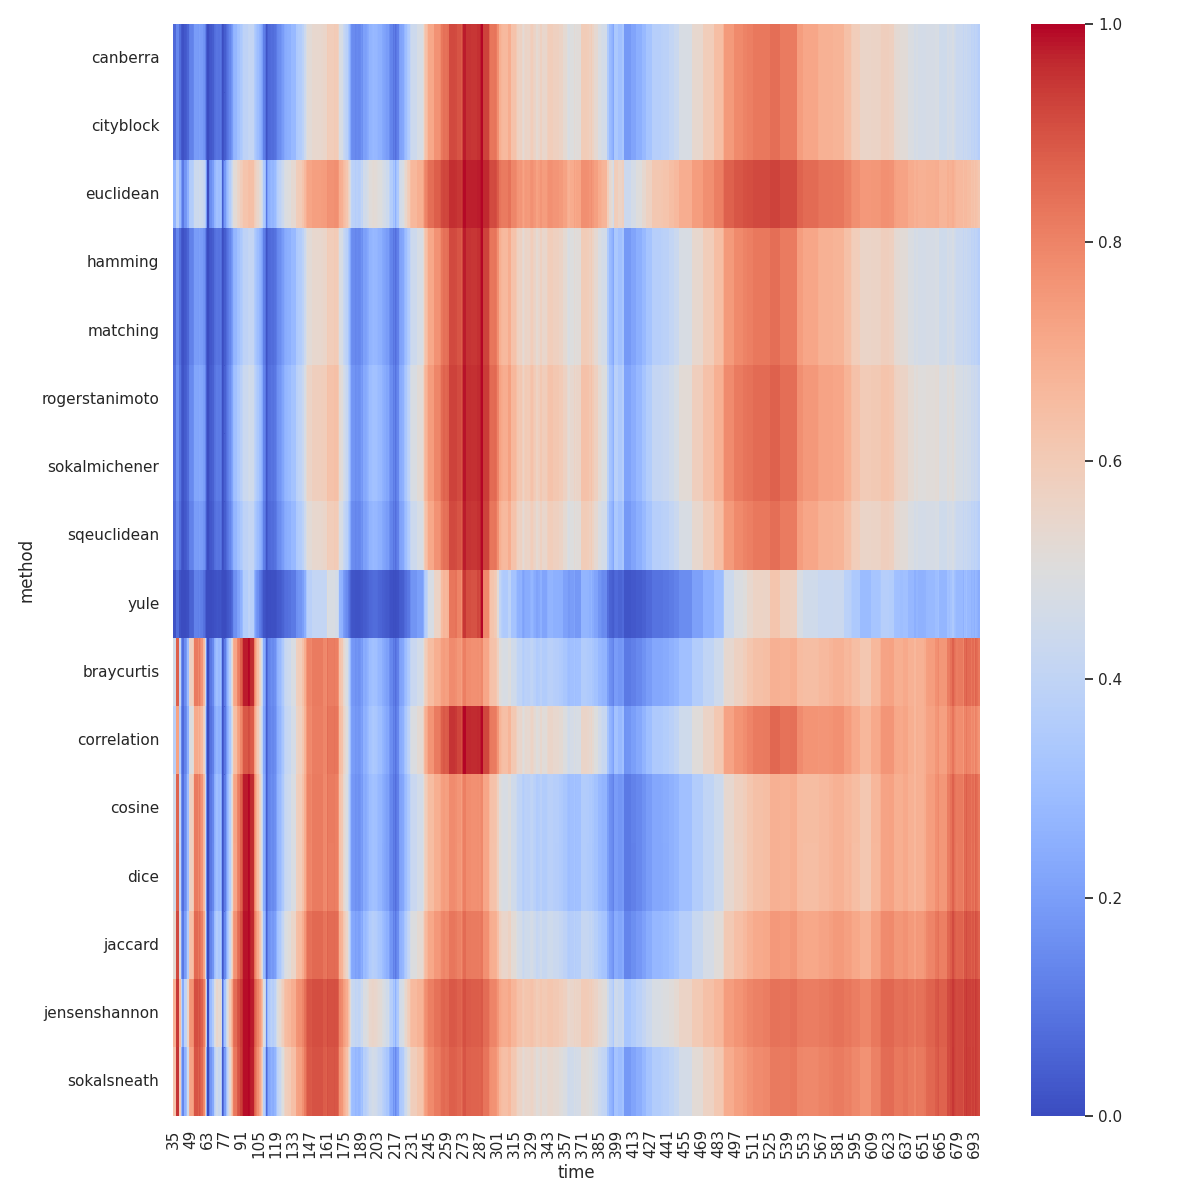 canberra
cityblock
euclidean
hamming
matching
rogerstanimoto
sokalmichener
sqeuclidean
yule
braycurtis
correlation
cosine
dice
jaccard
jensenshannon
sokalsneath
method
35 49 63 77 91 105 119 133 147 161 175 189 203 217 231 245 259 273 287 301 315 329 343 357 371 385 399 413 427 441 455 469 483 497 511 525 539 553 567 581 595 609 623 637 651 665 679 693
time
1.0
0.8
0.6
0.4
0.2
0.0